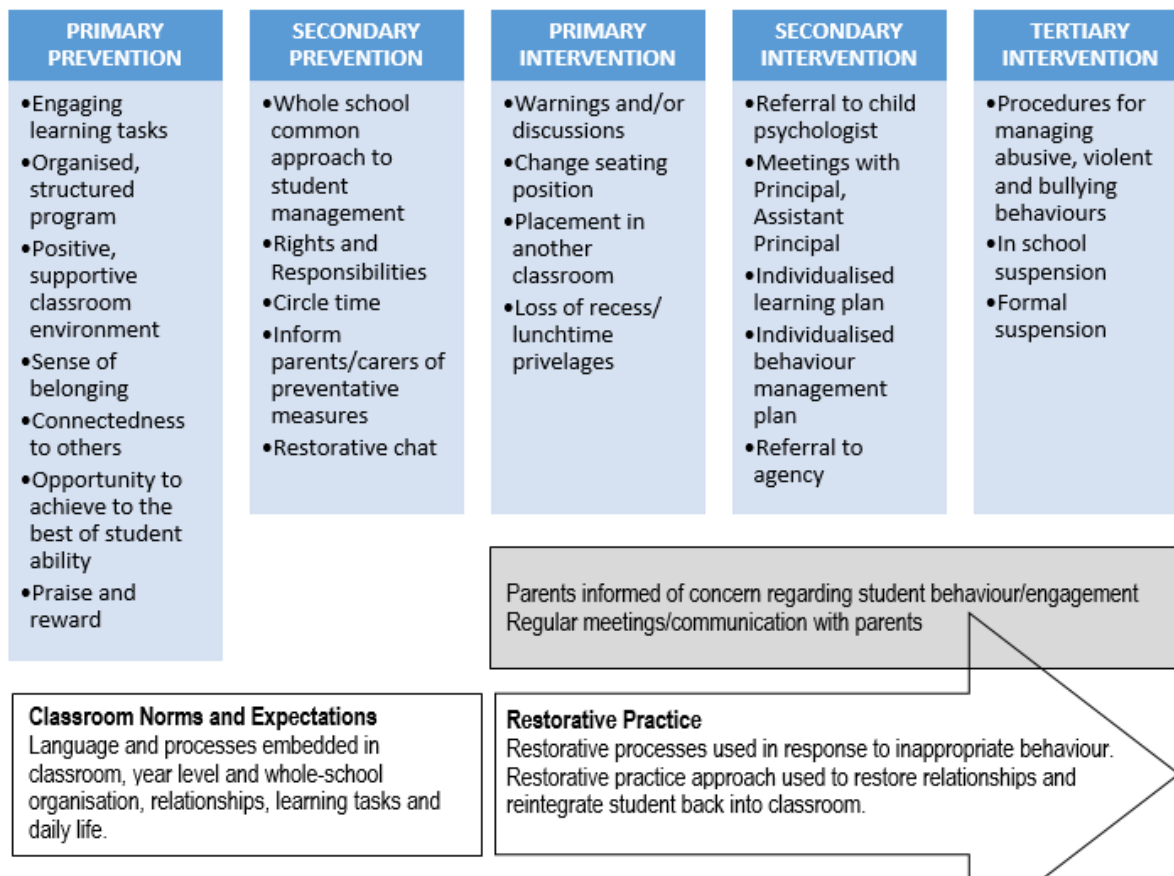 PRIMARY
PREVENTION
•Engaging
learning tasks
•Organised,
structured
program
•Positive,
supportive
classroom
environment
•Sense of
belonging
•Connectedness
to others
•Opportunity to
achieve to the
best of student
ability
•Praise and
reward
SECONDARY
PREVENTION
•Whole school
common
approach to
student
management
•Rights and
Responsibilities
•Circle time
•Inform
parents/carers of
preventative
measures
•Restorative chat
PRIMARY
INTERVENTION
•Warnings and/or
discussions
•Change seating
position
•Placement in
another
classroom
•Loss of recess/
lunchtime
privelages
SECONDARY
INTERVENTION
•Referral to child
psychologist
•Meetings with
Principal,
Assistant
Principal
•Individualised
learning plan
•Individualised
behaviour
management
plan
•Referral to
agency
TERTIARY
INTERVENTION
•Procedures for
managing
abusive, violent
and bullying
behaviours
•In school
suspension
•Formal
suspension
Parents informed of concern regarding student behaviour/engagement
Regular meetings/communication with parents
Classroom Norms and Expectations
Language and processes embedded in
classroom, year level and whole-school
organisation, relationships, learning tasks and
daily life.
Restorative Practice
Restorative processes used in response to inappropriate behaviour.
Restorative practice approach used to restore relationships and
reintegrate student back into classroom.